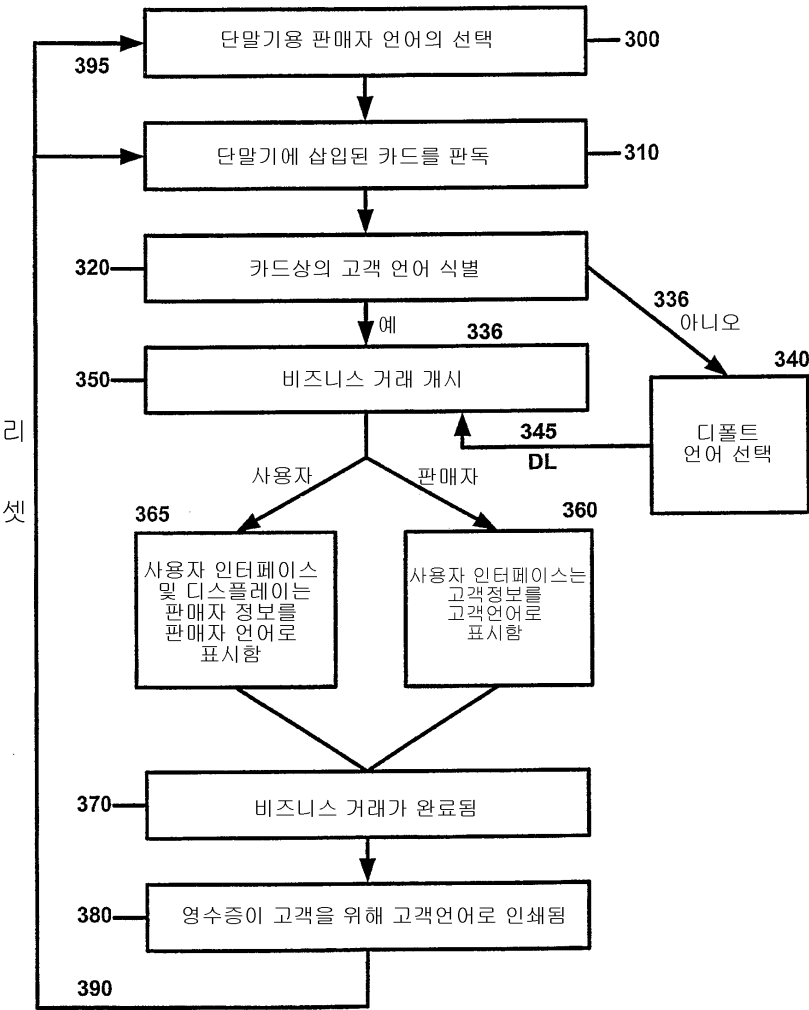 단말기용 판매자 언어의 선택
300
395
단말기에 삽입된 카드를 판독
310
320
카드상의 고객 언어 식별
336
아니오
예
336
350
비즈니스 거래 개시
340
디폴트
언어 선택
345
DL
리
셋
사용자
판매자
365
사용자 인터페이스
및 디스플레이는
판매자 정보를
판매자 언어로
표시함
360
사용자 인터페이스는
고객정보를
고객언어로
표시함
370
비즈니스 거래가 완료됨
380
영수증이 고객을 위해 고객언어로 인쇄됨
390